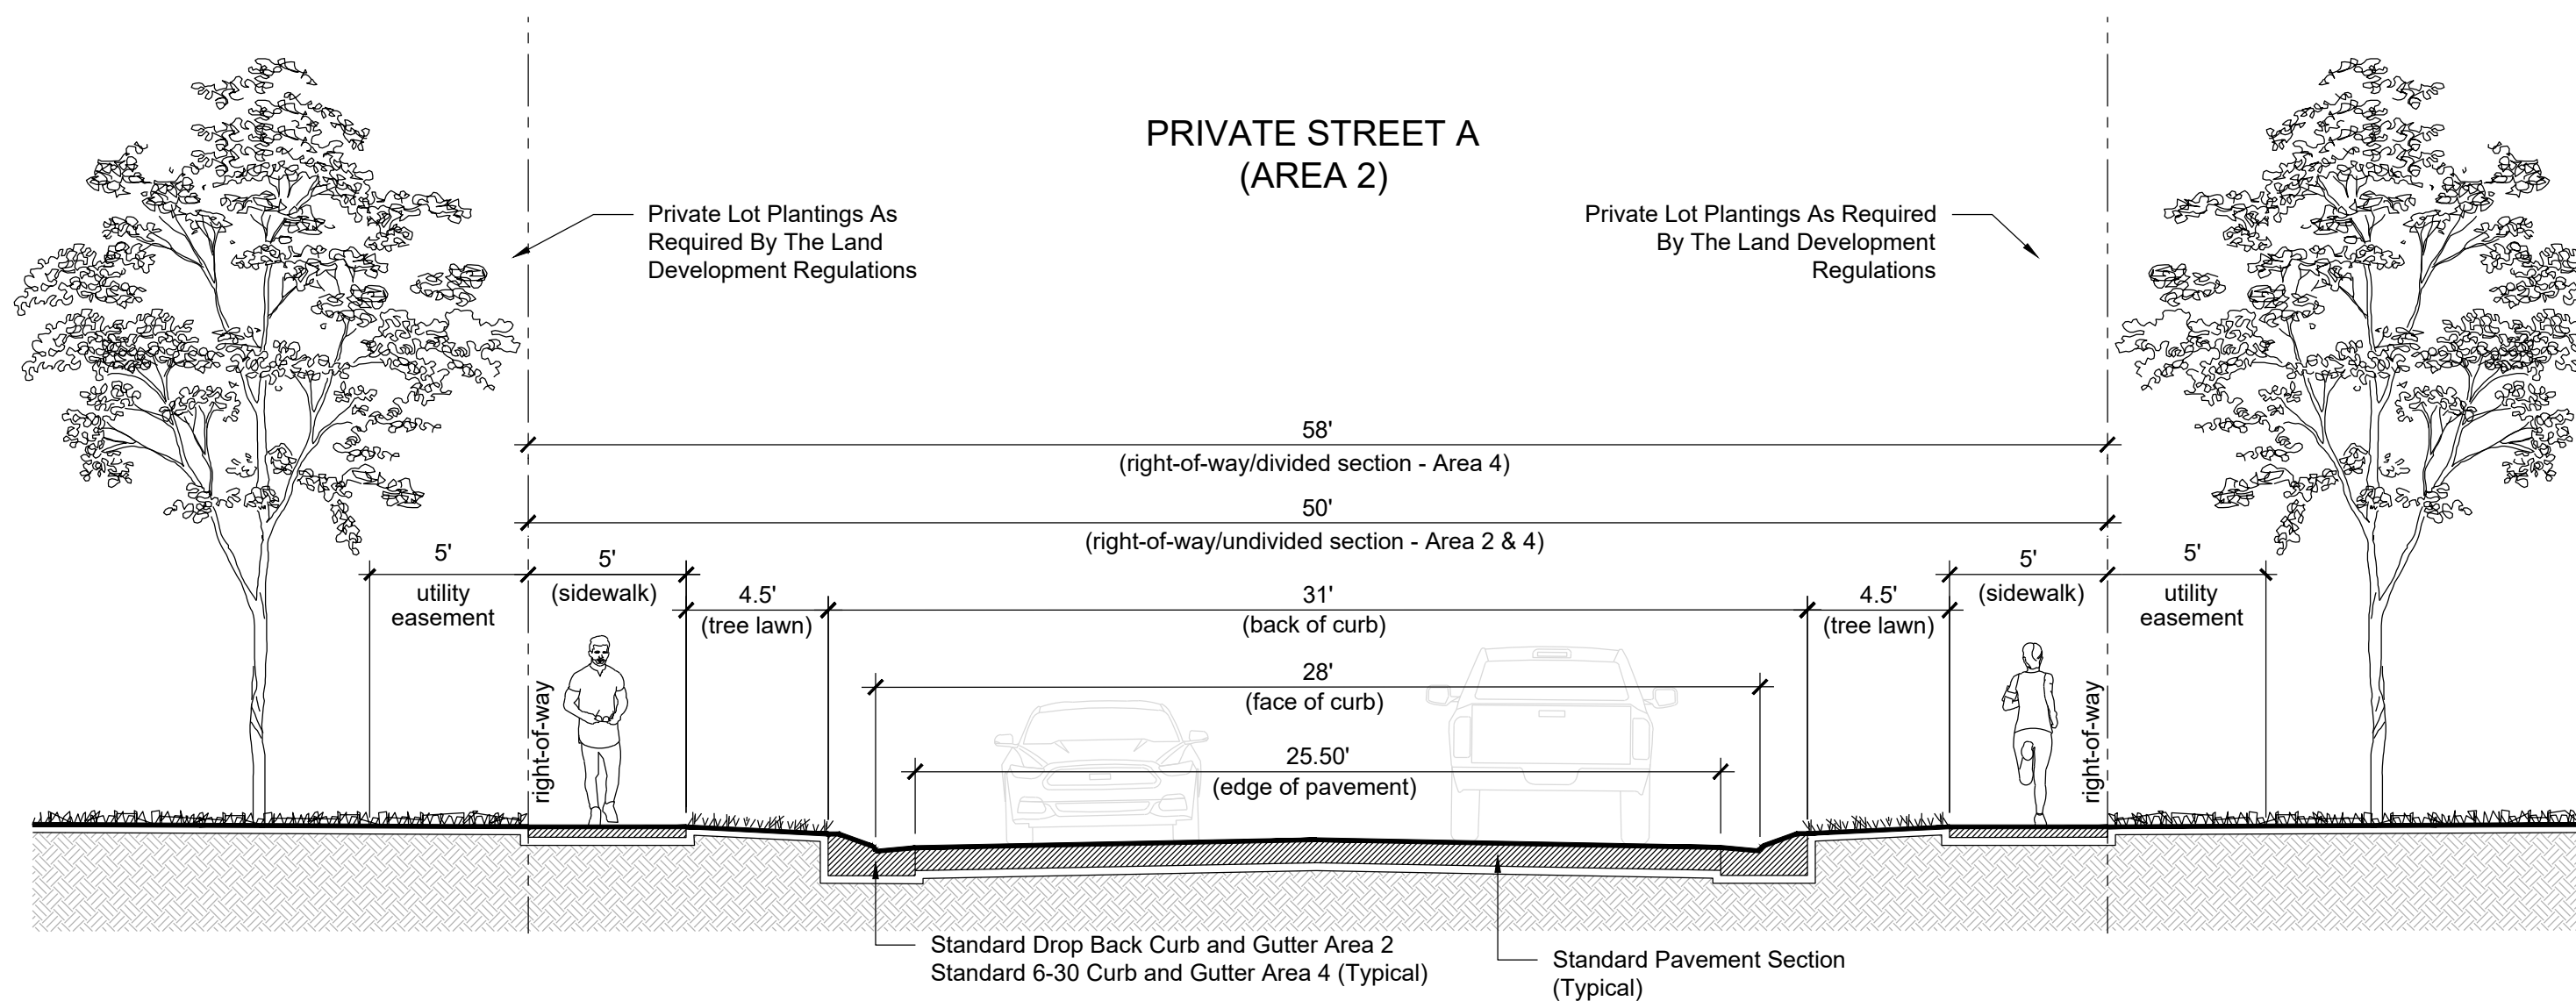 PRIVATE STREET A
(AREA 2)
Private Lot Plantings As
Required By The Land
Development Regulations
Private Lot Plantings As Required
By The Land Development
Regulations
58'
(right-of-way/divided section - Area 4)
50'
(right-of-way/undivided section - Area 2 & 4)
5'
utility
easement
5'
(sidewalk)
4.5'
(tree lawn)
31'
(back of curb)
4.5'
(tree lawn)
5'
(sidewalk)
5'
utility
easement
28'
(face of curb)
25.50'
(edge of pavement)
right-of-way
right-of-way
Standard Drop Back Curb and Gutter Area 2
Standard 6-30 Curb and Gutter Area 4 (Typical)
Standard Pavement Section
(Typical)